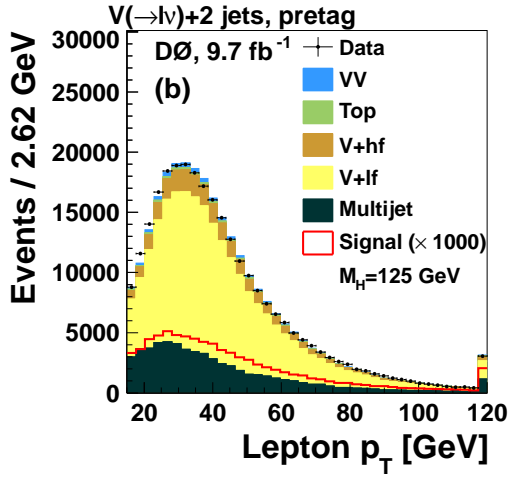 V(→lν)+2 jets, pretag
DØ, 9.7 fb⁻¹
(b)
Data
VV
Top
V+hf
V+lf
Multijet
Signal (× 1000)
M_H=125 GeV
Events / 2.62 GeV
30000
25000
20000
15000
10000
5000
0
20 40 60 80 100 120
Lepton p_T [GeV]